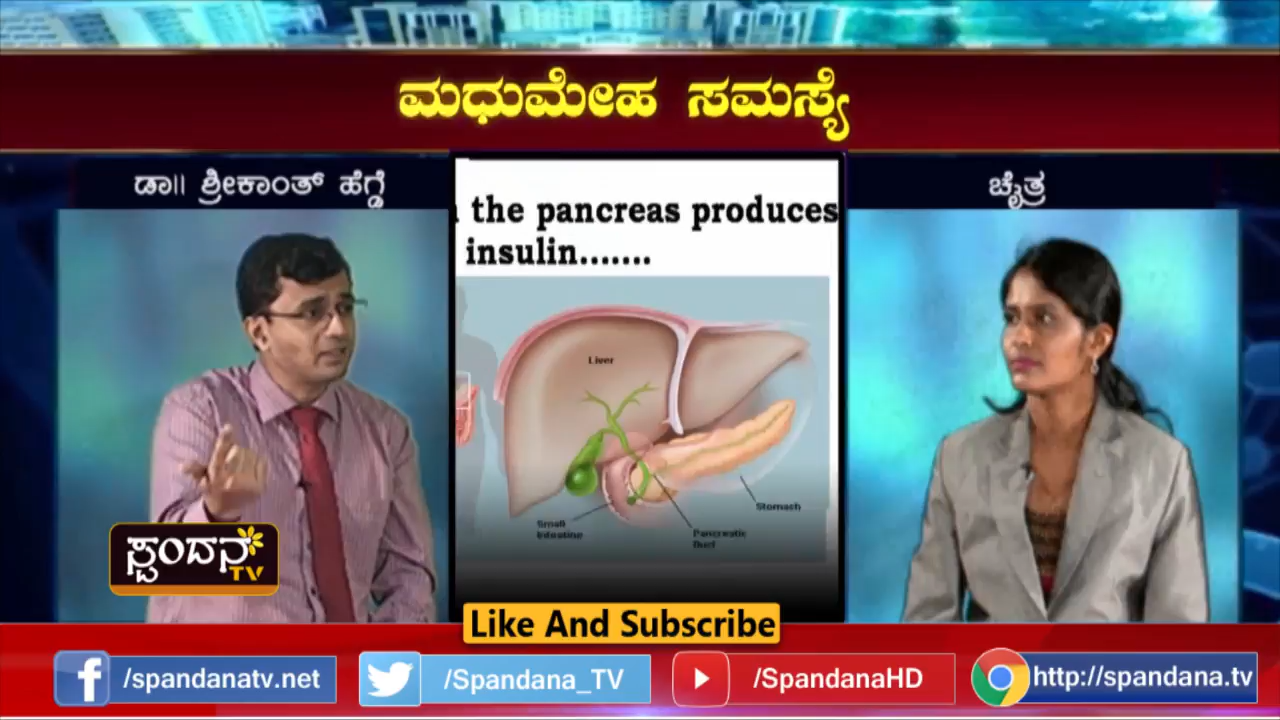 ಮಧುಮೇಹ ಸಮಸ್ಯೆ
ಡಾ॥ ಶ್ರೀಕಾಂತ್ ಹೆಗ್ಡೆ
ಚೈತ್ರ
the pancreas produces
insulin.......
Liver
Small
Intestine
Pancreatic
Duct
Stomach
ಸ್ಪಂದನ
TV
Like And Subscribe
/spandanatv.net
/Spandana_TV
/SpandanaHD
http://spandana.tv